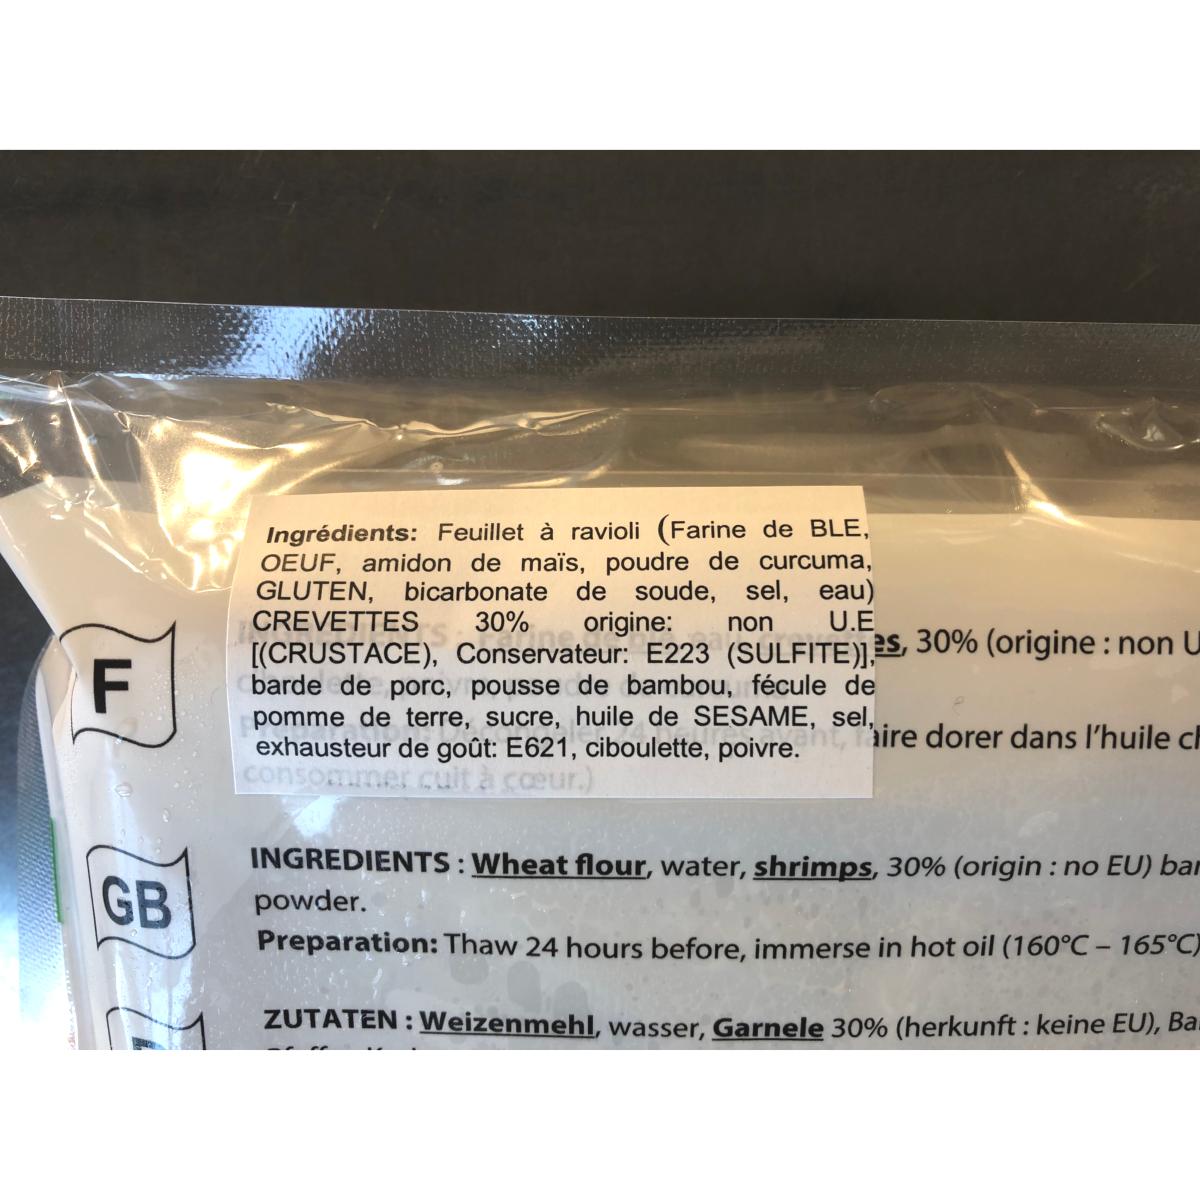 Ingrédients: Feuillet à ravioli (Farine de BLE,
OEUF, amidon de maïs, poudre de curcuma,
GLUTEN, bicarbonate de soude, sel, eau)
CREVETTES 30% origine: non U.E
[(CRUSTACE), Conservateur: E223 (SULFITE)],
barde de porc, pousse de bambou, fécule de
pomme de terre, sucre, huile de SESAME, sel,
exhausteur de goût: E621, ciboulette, poivre.
F
es, 30% (origine : non U
aire dorer dans l'huile ch
consommer cuit à cœur.)
GB
INGREDIENTS : Wheat flour, water, shrimps, 30% (origin : no EU) bar
powder.
Preparation: Thaw 24 hours before, immerse in hot oil (160°C – 165°C)
ZUTATEN : Weizenmehl, wasser, Garnele 30% (herkunft : keine EU), Ba